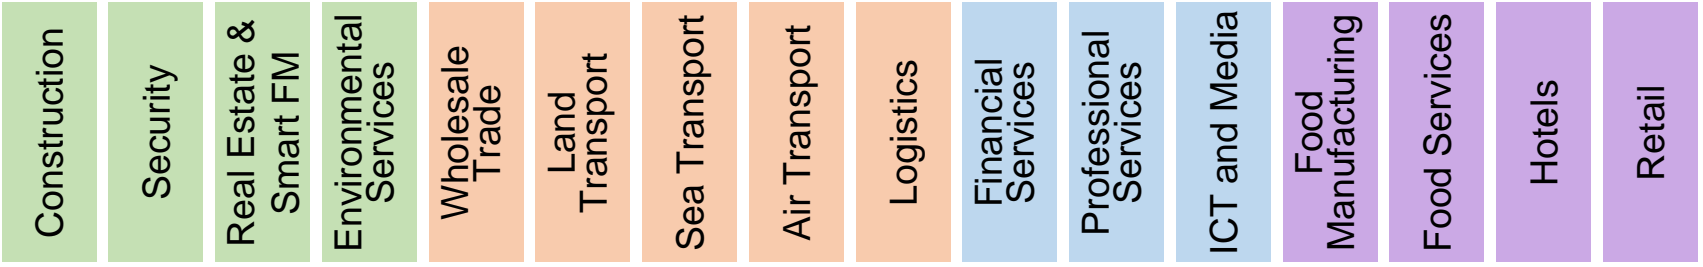 Construction
Security
Real Estate &
Smart FM
Environmental
Services
Wholesale
Trade
Land
Transport
Sea Transport
Air Transport
Logistics
Financial
Services
Professional
Services
ICT and Media
Food
Manufacturing
Food Services
Hotels
Retail